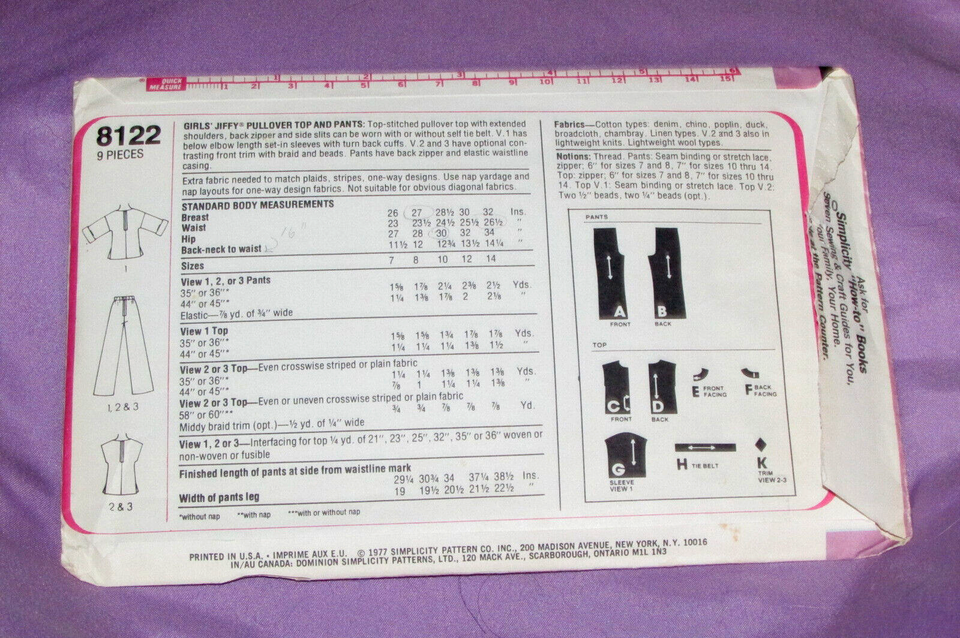 QUICK MEASURE
1 2 3 4 5 6
1 2 3 4 5 6 7 8 9 10 11 12 13 14 15
8122
9 PIECES
GIRLS' JIFFY® PULLOVER TOP AND PANTS: Top-stitched pullover top with extended
shoulders, back zipper and side slits can be worn with or without self tie belt. V.1 has
below elbow length set-in sleeves with turn back cuffs. V.2 and 3 have optional con-
trasting front trim with braid and beads. Pants have back zipper and elastic waistline
casing.
Extra fabric needed to match plaids, stripes, one-way designs. Use nap yardage and
nap layouts for one-way design fabrics. Not suitable for obvious diagonal fabrics.
STANDARD BODY MEASUREMENTS
Breast 26 27 28½ 30 32 Ins.
Waist 23 23½ 24½ 25½ 26½ "
Hip 27 28 30 32 34 "
Back-neck to waist 11½ 12 12¾ 13½ 14¼ "
Sizes 7 8 10 12 14
View 1, 2, or 3 Pants
35" or 36"** 1⅝ 1⅞ 2¼ 2⅜ 2½ Yds.
44" or 45"** 1¼ 1⅜ 1⅞ 2 2⅛ "
Elastic—⅞ yd. of ¾" wide
View 1 Top
35" or 36"* 1⅝ 1⅝ 1¾ 1⅞ 1⅞ Yds.
44" or 45"* 1¼ 1¼ 1¼ 1⅜ 1½ "
View 2 or 3 Top—Even crosswise striped or plain fabric
35" or 36"* 1¼ 1¼ 1⅜ 1⅜ 1⅜ Yds.
44" or 45"* ⅞ 1 1¼ 1¼ 1⅜ "
View 2 or 3 Top—Even or uneven crosswise striped or plain fabric
58" or 60"** ¾ ¾ ⅞ ⅞ ⅞ Yd.
Middy braid trim (opt.)—½ yd. of ¼" wide
View 1, 2 or 3—Interfacing for top ¼ yd. of 21", 23", 25", 32", 35" or 36" woven or
non-woven or fusible
Finished length of pants at side from waistline mark
29¼ 30¾ 34 37¼ 38½ Ins.
Width of pants leg 19 19½ 20½ 21½ 22½ "
*without nap **with nap ***with or without nap
1
1, 2 & 3
2 & 3
Fabrics—Cotton types: denim, chino, poplin, duck,
broadcloth, chambray. Linen types. V.2 and 3 also in
lightweight knits. Lightweight wool types.
Notions: Thread. Pants: Seam binding or stretch lace,
zipper; 6" for sizes 7 and 8, 7" for sizes 10 thru 14.
Top: zipper; 6" for sizes 7 and 8, 7" for sizes 10 thru
14. Top V.1: Seam binding or stretch lace. Top V.2:
Two ½" beads, two ¼" beads (opt.).
PANTS
A
FRONT
B
BACK
TOP
C
FRONT
D
BACK
E FRONT FACING
F BACK FACING
G
SLEEVE
VIEW 1
H TIE BELT
K
TRIM
VIEW 2-3
Ask for
Simplicity "How-to" Books
Sewing & Craft Guides for You,
Your Family, Your Home.
at the Pattern Counter.
PRINTED IN U.S.A. • IMPRIME AUX E.U. © 1977 SIMPLICITY PATTERN CO. INC., 200 MADISON AVENUE, NEW YORK, N.Y. 10016
IN/AU CANADA: DOMINION SIMPLICITY PATTERNS, LTD., 120 MACK AVE., SCARBOROUGH, ONTARIO M1L 1N3